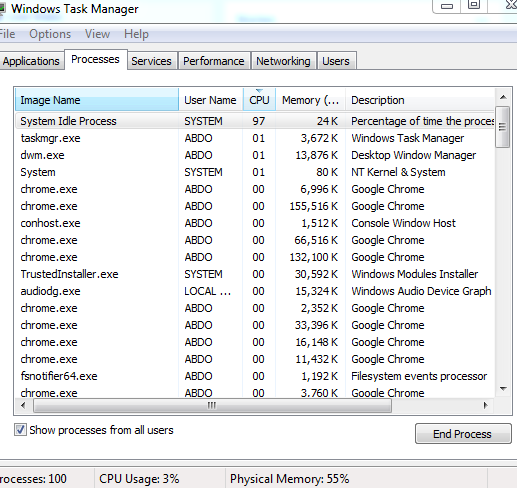 Windows Task Manager
File Options View Help
Applications Processes Services Performance Networking Users
Image Name User Name CPU Memory (... Description
System Idle Process SYSTEM 97 24 K Percentage of time the proce
taskmgr.exe ABDO 01 3,672 K Windows Task Manager
dwm.exe ABDO 01 13,876 K Desktop Window Manager
System SYSTEM 01 80 K NT Kernel & System
chrome.exe ABDO 00 6,996 K Google Chrome
chrome.exe ABDO 00 155,516 K Google Chrome
conhost.exe ABDO 00 1,512 K Console Window Host
chrome.exe ABDO 00 66,516 K Google Chrome
chrome.exe ABDO 00 132,100 K Google Chrome
TrustedInstaller.exe SYSTEM 00 30,592 K Windows Modules Installer
audiodg.exe LOCAL ... 00 15,324 K Windows Audio Device Graph
chrome.exe ABDO 00 2,352 K Google Chrome
chrome.exe ABDO 00 33,396 K Google Chrome
chrome.exe ABDO 00 16,148 K Google Chrome
chrome.exe ABDO 00 11,432 K Google Chrome
fsnotifier64.exe ABDO 00 1,192 K Filesystem events processor
chrome.exe ABDO 00 3,760 K Google Chrome
Show processes from all users
End Process
rocesses: 100 CPU Usage: 3% Physical Memory: 55%